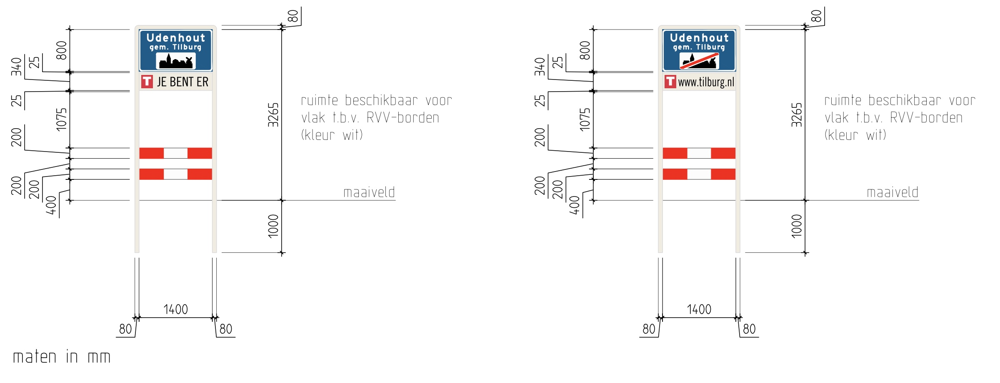 80
Udenhout
gem. Tilburg
T JE BENT ER
800
25
340
25
1075
200
200
200
400
3265
ruimte beschikbaar voor
vlak t.b.v. RVV-borden
(kleur wit)
maaiveld
1000
1400
80
80
80
Udenhout
gem. Tilburg
T www.tilburg.nl
800
25
340
25
1075
200
200
200
400
3265
ruimte beschikbaar voor
vlak t.b.v. RVV-borden
(kleur wit)
maaiveld
1000
1400
80
80
maten in mm